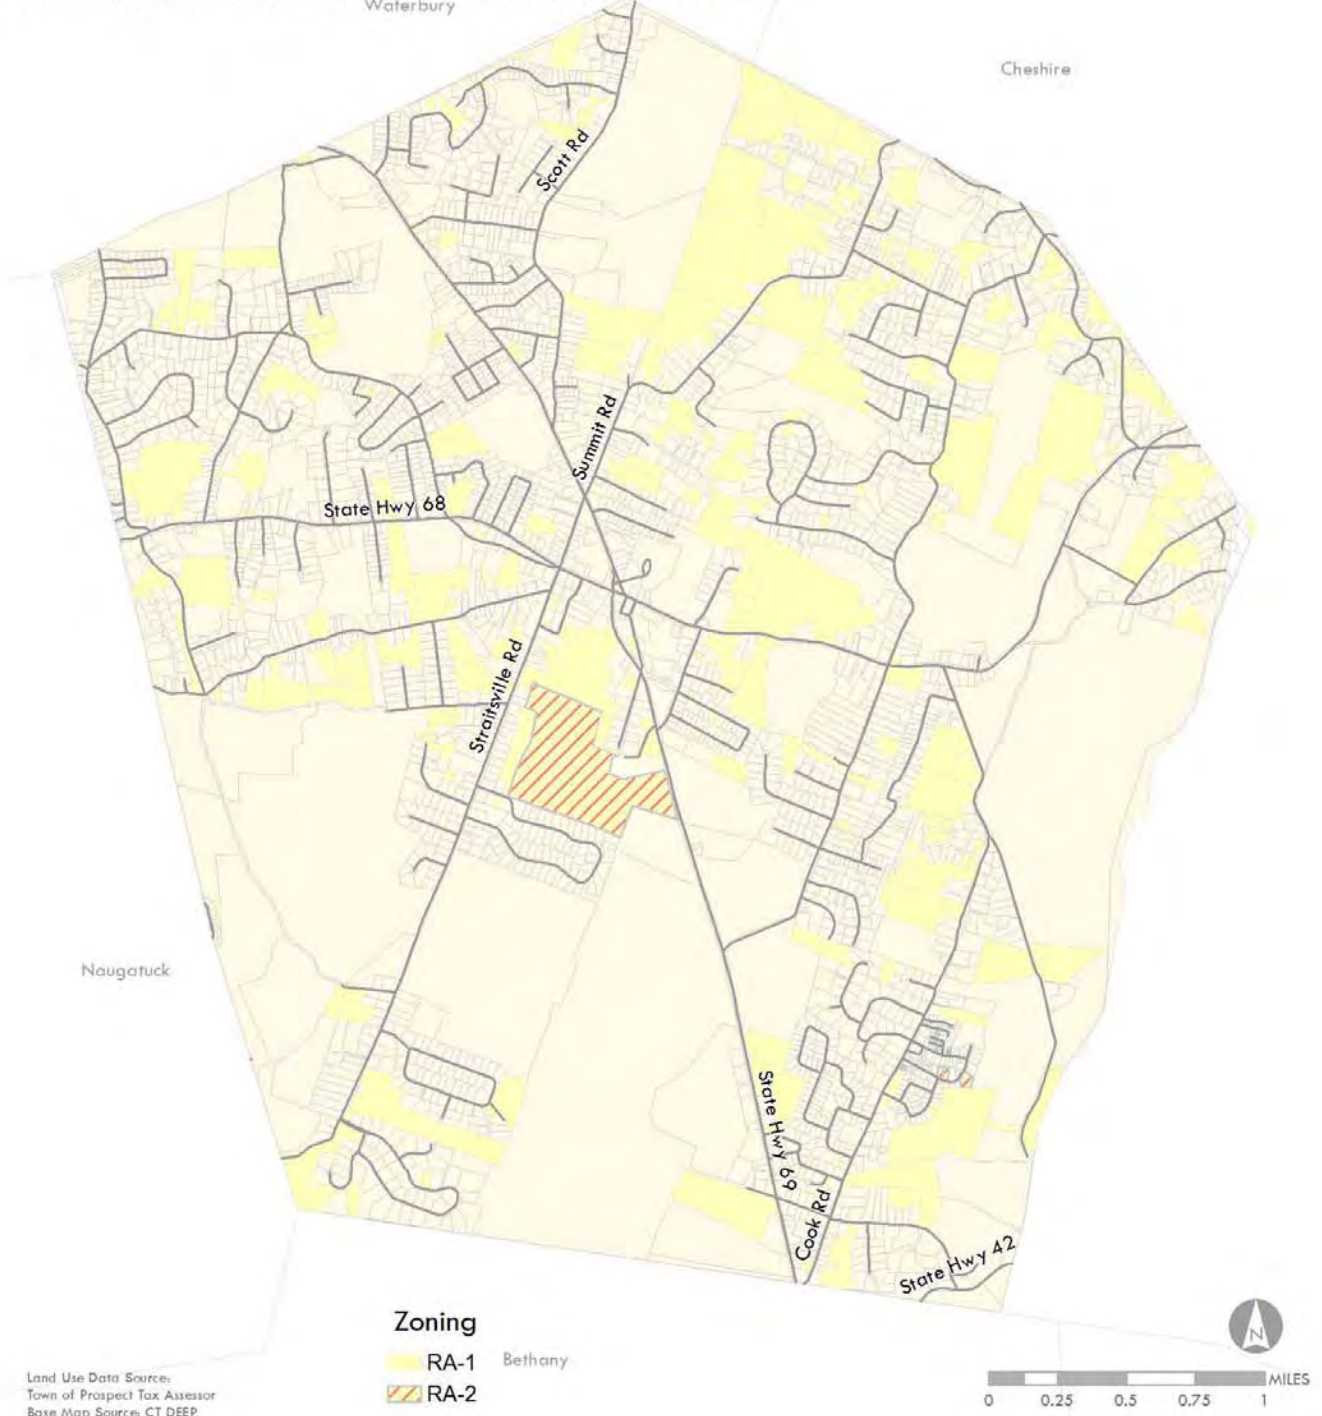 Waterbury
Cheshire
Scott Rd
Summit Rd
State Hwy 68
Straitsville Rd
Naugatuck
State Hwy 69
Cook Rd
State Hwy 42
Zoning
RA-1
RA-2
Bethany
N
MILES
0 0.25 0.5 0.75 1
Land Use Data Source:
Town of Prospect Tax Assessor
Base Map Source: CT DEEP